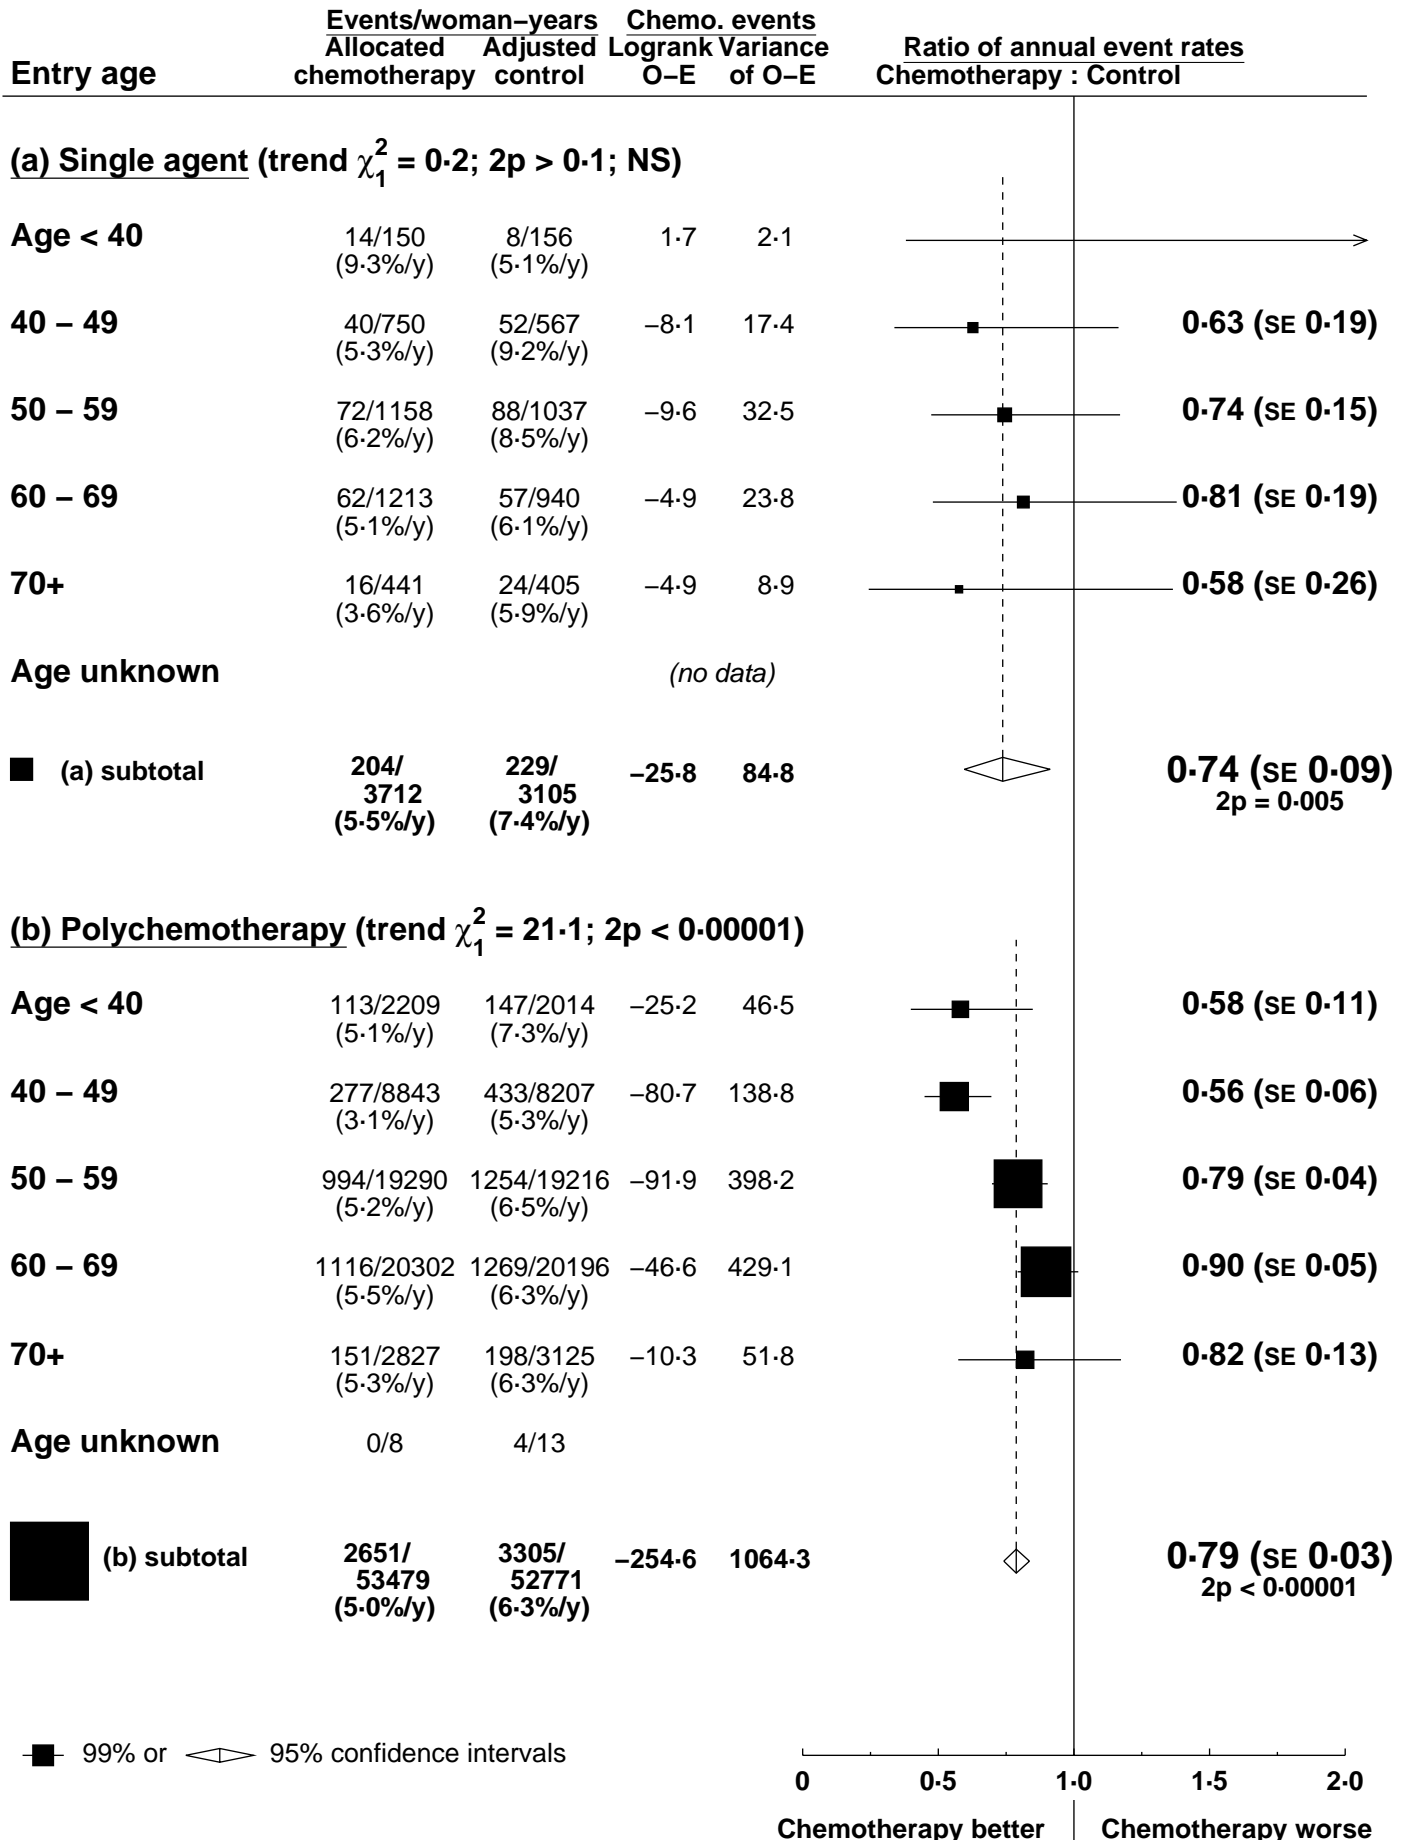 Events/woman–years Chemo. events
Allocated Adjusted Logrank Variance Ratio of annual event rates
Entry age chemotherapy control O–E of O–E Chemotherapy : Control
(a) Single agent (trend χ²₁ = 0·2; 2p > 0·1; NS)
Age < 40 14/150 8/156 1·7 2·1
(9·3%/y) (5·1%/y)
40 – 49 40/750 52/567 –8·1 17·4 0·63 (SE 0·19)
(5·3%/y) (9·2%/y)
50 – 59 72/1158 88/1037 –9·6 32·5 0·74 (SE 0·15)
(6·2%/y) (8·5%/y)
60 – 69 62/1213 57/940 –4·9 23·8 0·81 (SE 0·19)
(5·1%/y) (6·1%/y)
70+ 16/441 24/405 –4·9 8·9 0·58 (SE 0·26)
(3·6%/y) (5·9%/y)
Age unknown (no data)
(a) subtotal 204/ 229/ –25·8 84·8 0·74 (SE 0·09)
3712 3105 2p = 0·005
(5·5%/y) (7·4%/y)
(b) Polychemotherapy (trend χ²₁ = 21·1; 2p < 0·00001)
Age < 40 113/2209 147/2014 –25·2 46·5 0·58 (SE 0·11)
(5·1%/y) (7·3%/y)
40 – 49 277/8843 433/8207 –80·7 138·8 0·56 (SE 0·06)
(3·1%/y) (5·3%/y)
50 – 59 994/19290 1254/19216 –91·9 398·2 0·79 (SE 0·04)
(5·2%/y) (6·5%/y)
60 – 69 1116/20302 1269/20196 –46·6 429·1 0·90 (SE 0·05)
(5·5%/y) (6·3%/y)
70+ 151/2827 198/3125 –10·3 51·8 0·82 (SE 0·13)
(5·3%/y) (6·3%/y)
Age unknown 0/8 4/13
(b) subtotal 2651/ 3305/ –254·6 1064·3 0·79 (SE 0·03)
53479 52771 2p < 0·00001
(5·0%/y) (6·3%/y)
99% or 95% confidence intervals
0 0·5 1·0 1·5 2·0
Chemotherapy better Chemotherapy worse